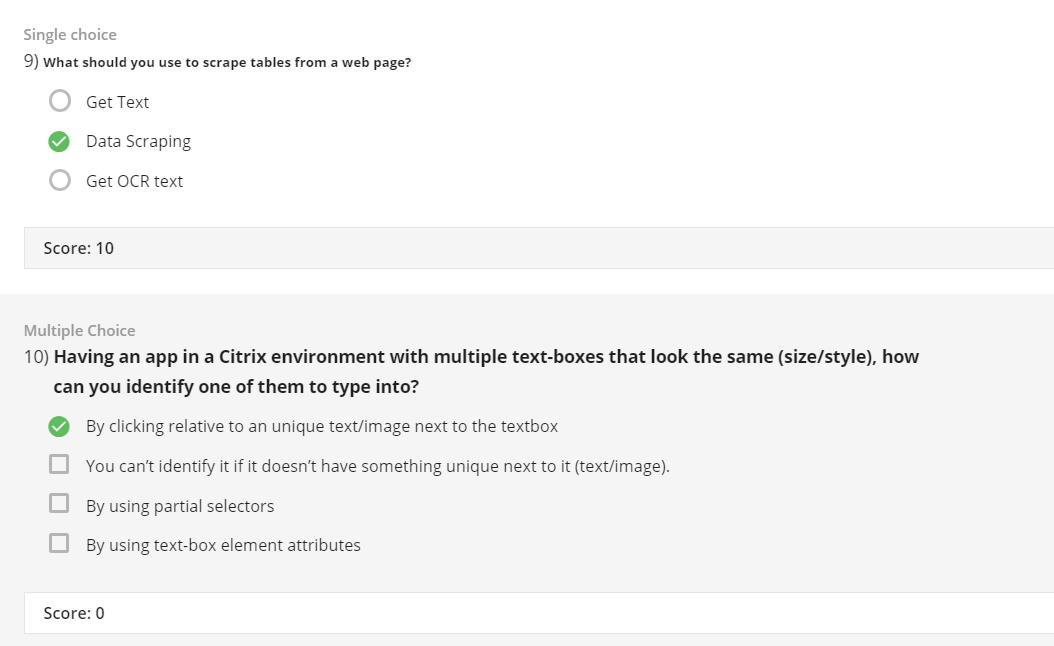 Single choice
9) What should you use to scrape tables from a web page?
Get Text
Data Scraping
Get OCR text
Score: 10
Multiple Choice
10) Having an app in a Citrix environment with multiple text-boxes that look the same (size/style), how
can you identify one of them to type into?
By clicking relative to an unique text/image next to the textbox
You can’t identify it if it doesn’t have something unique next to it (text/image).
By using partial selectors
By using text-box element attributes
Score: 0